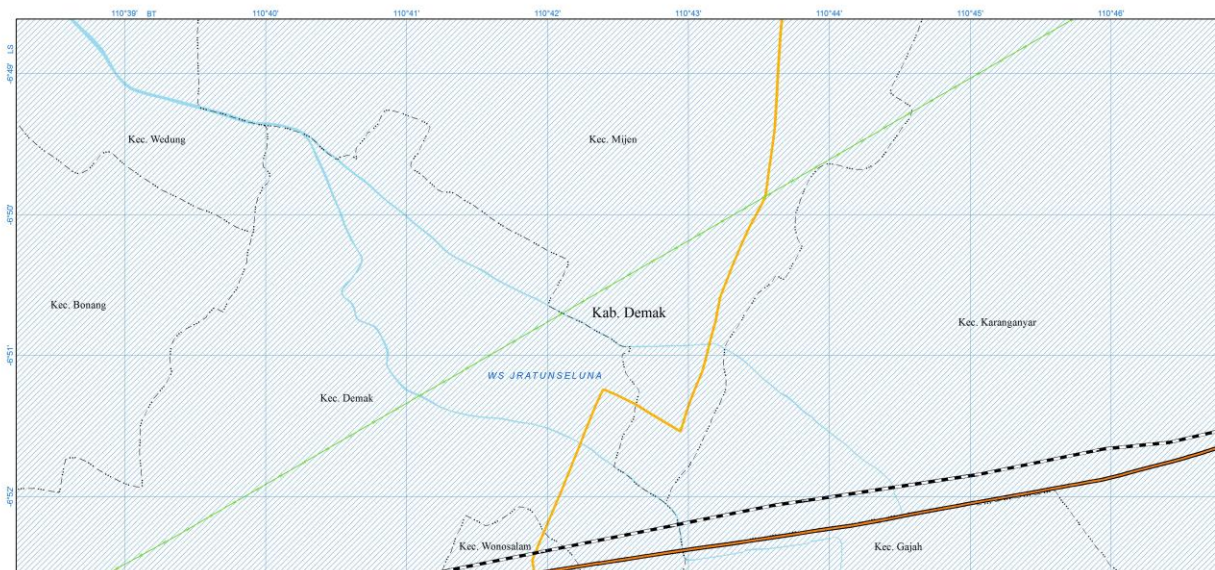 110°39' BT 110°40' 110°41' 110°42' 110°43' 110°44' 110°45' 110°46'
LS
-6°49'
Kec. Wedung
Kec. Mijen
-6°50'
Kec. Bonang
Kab. Demak
Kec. Karanganyar
-6°51'
WS JRATUNSELUNA
Kec. Demak
-6°52'
Kec. Wonosalam
Kec. Gajah